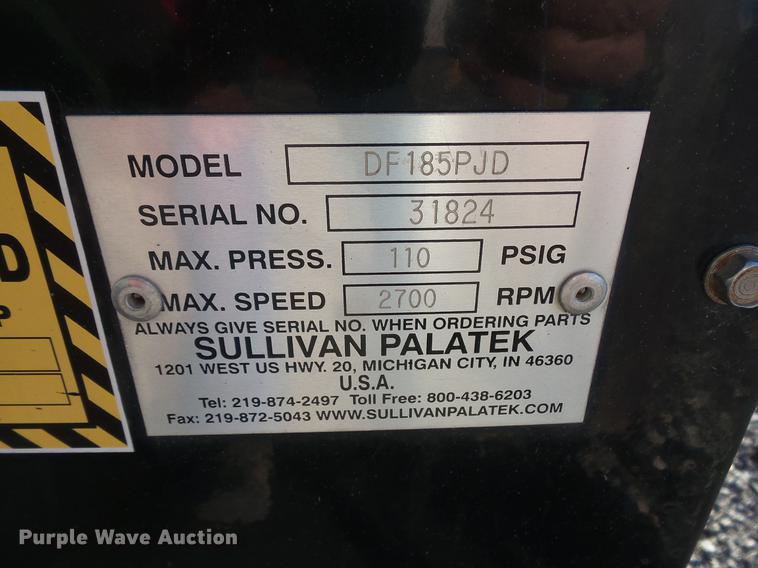 MODEL DF185PJD
SERIAL NO. 31824
MAX. PRESS. 110 PSIG
MAX. SPEED 2700 RPM
ALWAYS GIVE SERIAL NO. WHEN ORDERING PARTS
SULLIVAN PALATEK
1201 WEST US HWY. 20, MICHIGAN CITY, IN 46360
U.S.A.
Tel: 219-874-2497 Toll Free: 800-438-6203
Fax: 219-872-5043 WWW.SULLIVANPALATEK.COM
D
P
Purple Wave Auction